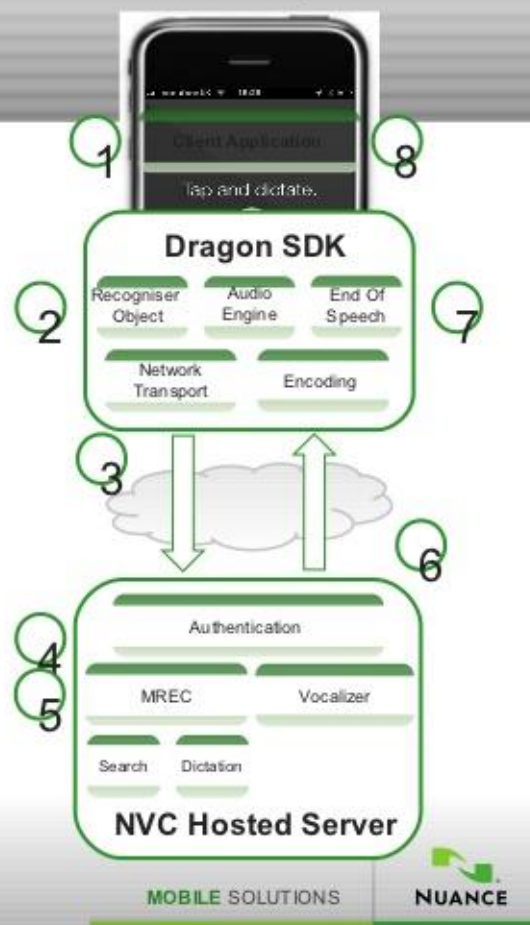 1
Client Application
8
Tap and dictate.
Dragon SDK
2
Recogniser
Object
Audio
Engine
End Of
Speech
7
Network
Transport
Encoding
3
6
4
Authentication
5
MREC
Vocalizer
Search
Dictation
NVC Hosted Server
MOBILE SOLUTIONS
NUANCE